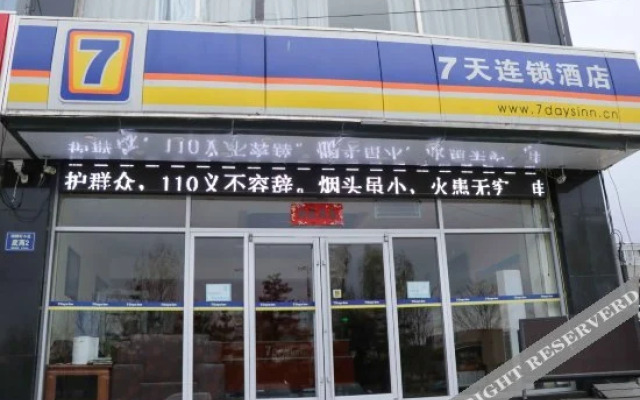 7
7天连锁酒店
www.7daysinn.cn
护群众，110义不容辞。烟头虽小，火患无穷
RIGHT RESERVERD